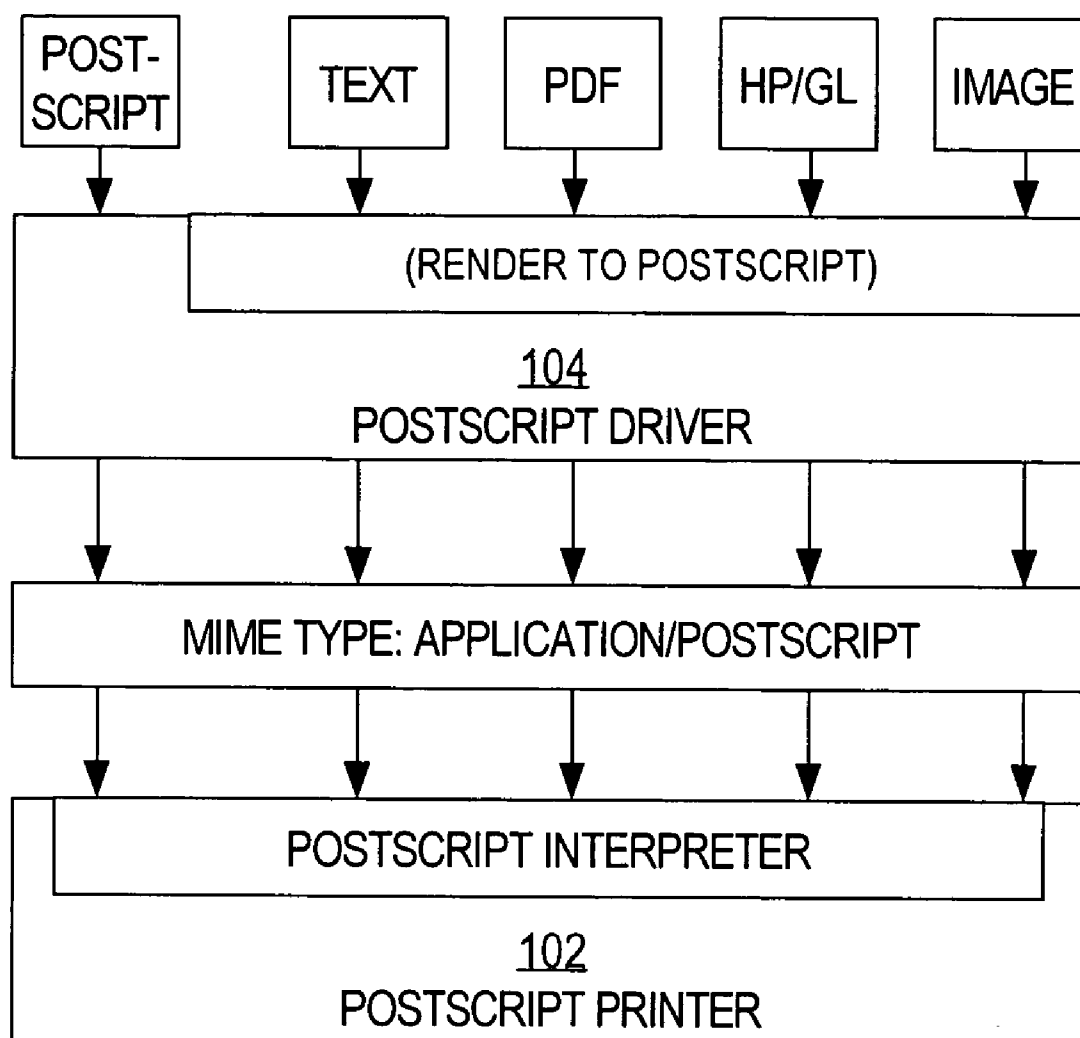 POST-
SCRIPT
TEXT
PDF
HP/GL
IMAGE
(RENDER TO POSTSCRIPT)
104
POSTSCRIPT DRIVER
MIME TYPE: APPLICATION/POSTSCRIPT
POSTSCRIPT INTERPRETER
102
POSTSCRIPT PRINTER